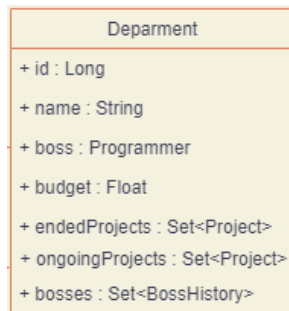 Deparment
+ id : Long
+ name : String
+ boss : Programmer
+ budget : Float
+ endedProjects : Set<Project>
+ ongoingProjects : Set<Project>
+ bosses : Set<BossHistory>